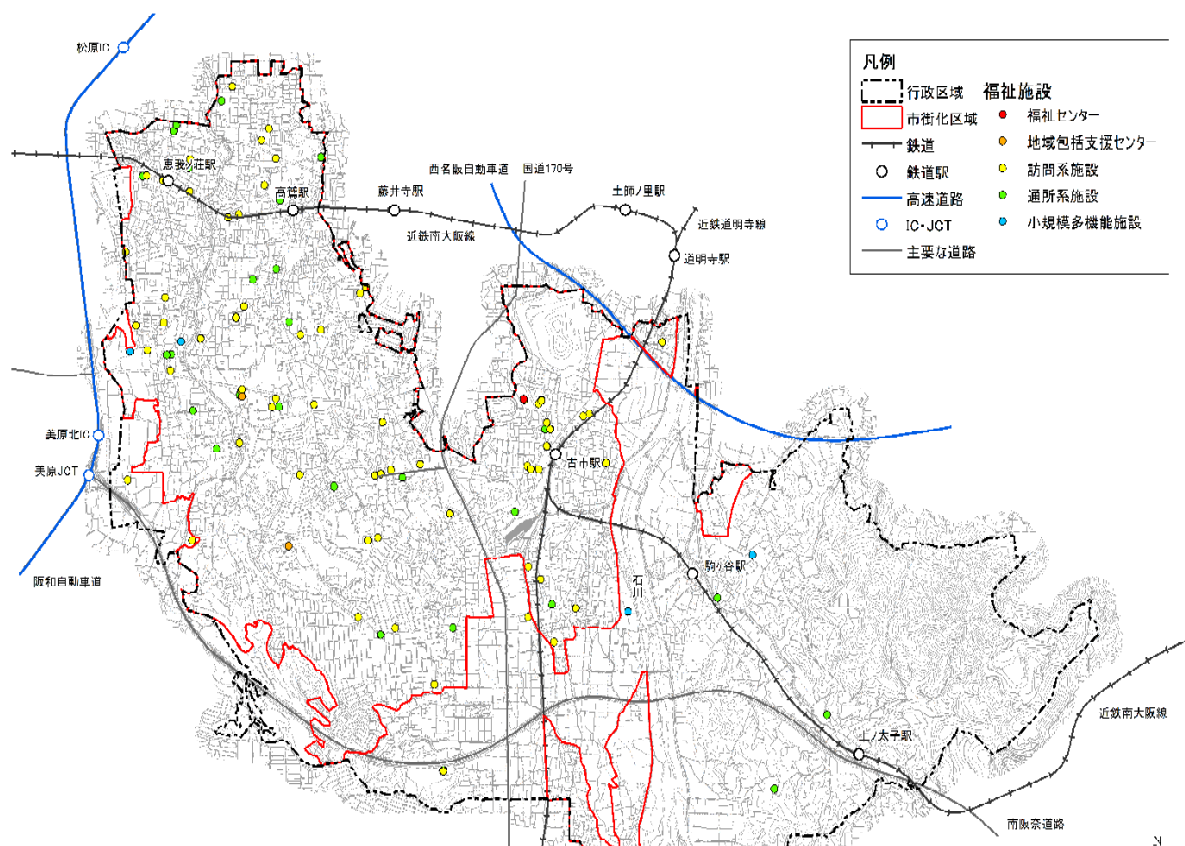 松原IC
凡例
行政区域
市街化区域
鉄道
鉄道駅
高速道路
IC・JCT
主要な道路
福祉施設
福祉センター
地域包括支援センター
訪問系施設
通所系施設
小規模多機能施設
恵我ノ荘駅
高鷲駅
藤井寺駅
西名阪自動車道
国道170号
土師ノ里駅
近鉄南大阪線
近鉄道明寺線
道明寺駅
美原北IC
美原JCT
古市駅
阪和自動車道
石川
駒ヶ谷駅
上ノ太子駅
近鉄南大阪線
南阪奈道路